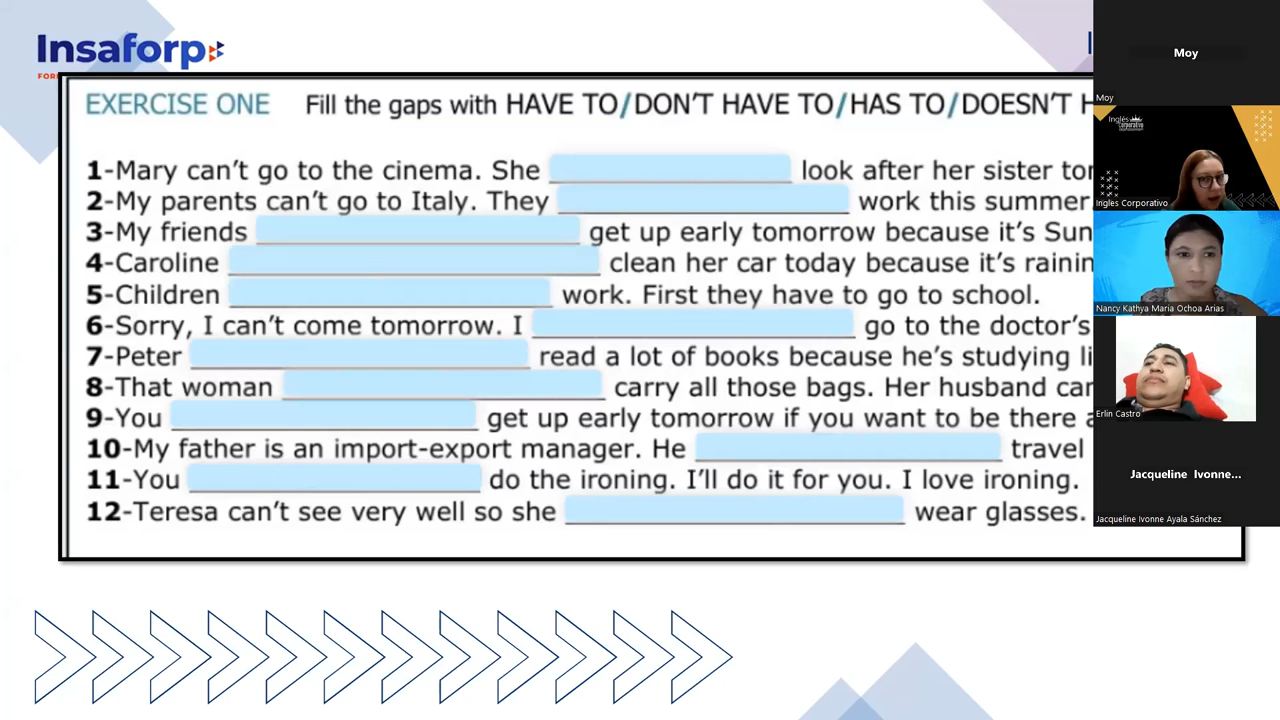 Insaforp
EXERCISE ONE Fill the gaps with HAVE TO/DON'T HAVE TO/HAS TO/DOESN'T
1-Mary can't go to the cinema. She look after her sister
2-My parents can't go to Italy. They work this summer
3-My friends get up early tomorrow because it's
4-Caroline clean her car today because it's
5-Children work. First they have to go to school.
6-Sorry, I can't come tomorrow. I go to the doctor's
7-Peter read a lot of books because he's studying
8-That woman carry all those bags. Her husband
9-You get up early tomorrow if you want to be there
10-My father is an import-export manager. He travel
11-You do the ironing. I'll do it for you. I love ironing.
12-Teresa can't see very well so she wear glasses.
Moy
Moy
Inglés Corporativo
Ingles Corporativo
Nancy Kathya Maria Ochoa Arias
Erlin Castro
Jacqueline Ivonne...
Jacqueline Ivonne Ayala Sánchez